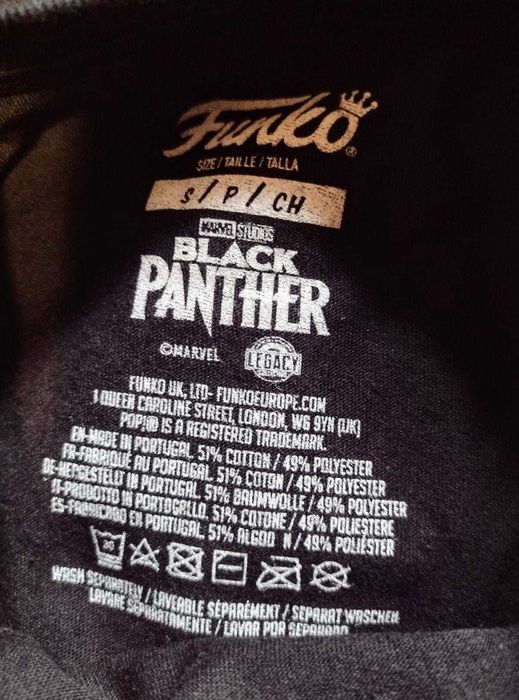 Funko®
SIZE / TAILLE / TALLA
S / P / CH
MARVEL STUDIOS
BLACK
PANTHER
©MARVEL LEGACY
FUNKO UK, LTD- FUNKOEUROPE.COM
1 QUEEN CAROLINE STREET, LONDON, W6 9YN (UK)
POP!® IS A REGISTERED TRADEMARK.
EN-MADE IN PORTUGAL. 51% COTTON / 49% POLYESTER
FR-FABRIQUÉ AU PORTUGAL. 51% COTON / 49% POLYESTER
DE-HERGESTELD IN PORTUGAL. 51% BAUMWOLLE / 49% POLYESTER
IT-PRODOTTO IN PORTOGALLO. 51% COTONE / 49% POLIESTERE
ES-FABRICADO EN PORTUGAL. 51% ALGOD N / 49% POLIÉSTER
WASH SEPARATELY / LAVEABLE SÉPARÉMENT / SEPARAT WASCHEN
LAVARE SEPARATAMENTE / LAVAR POR SEPARADO